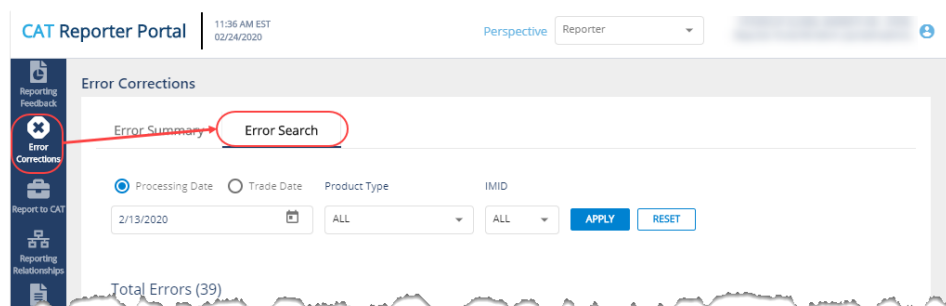 CAT Reporter Portal
11:36 AM EST
02/24/2020
Perspective
Reporter
Reporting
Feedback
Error
Corrections
Report to CAT
Reporting
Relationships
Error Corrections
Error Summary
Error Search
Processing Date
Trade Date
Product Type
IMID
2/13/2020
ALL
ALL
APPLY
RESET
Total Errors (39)